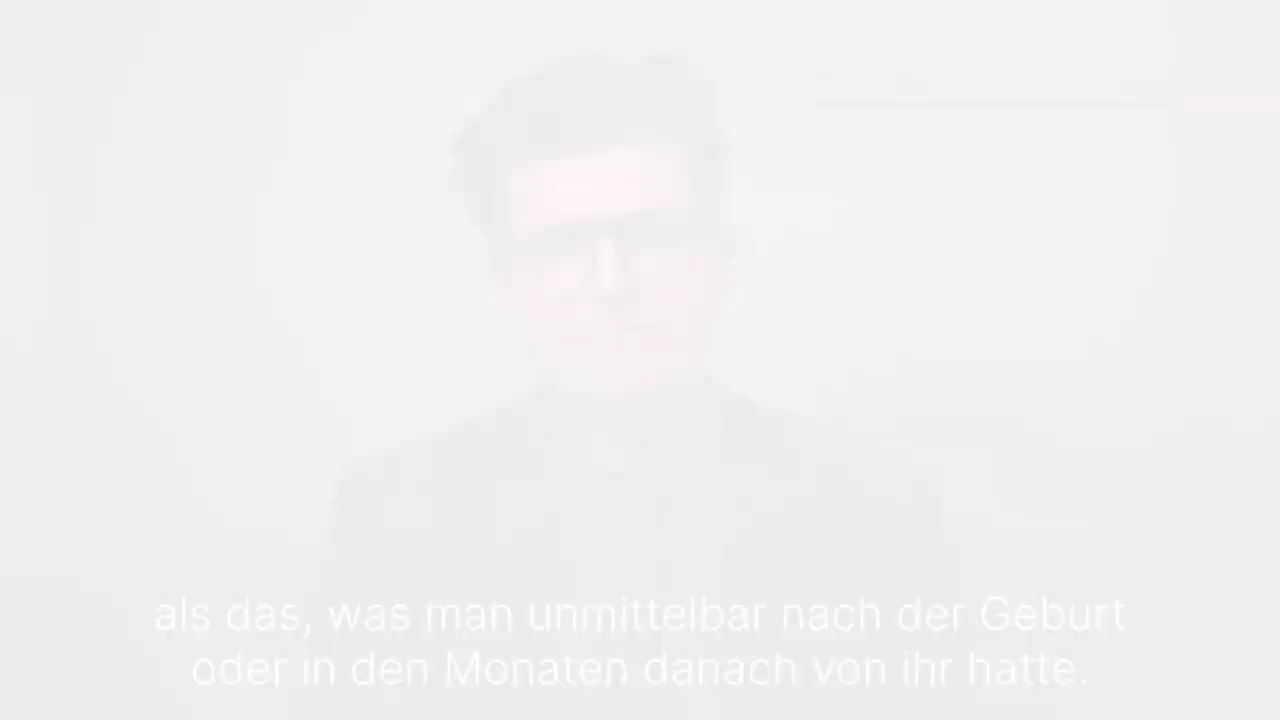 als das, was man unmittelbar nach der Geburt
oder in den Monaten danach von ihr hatte.